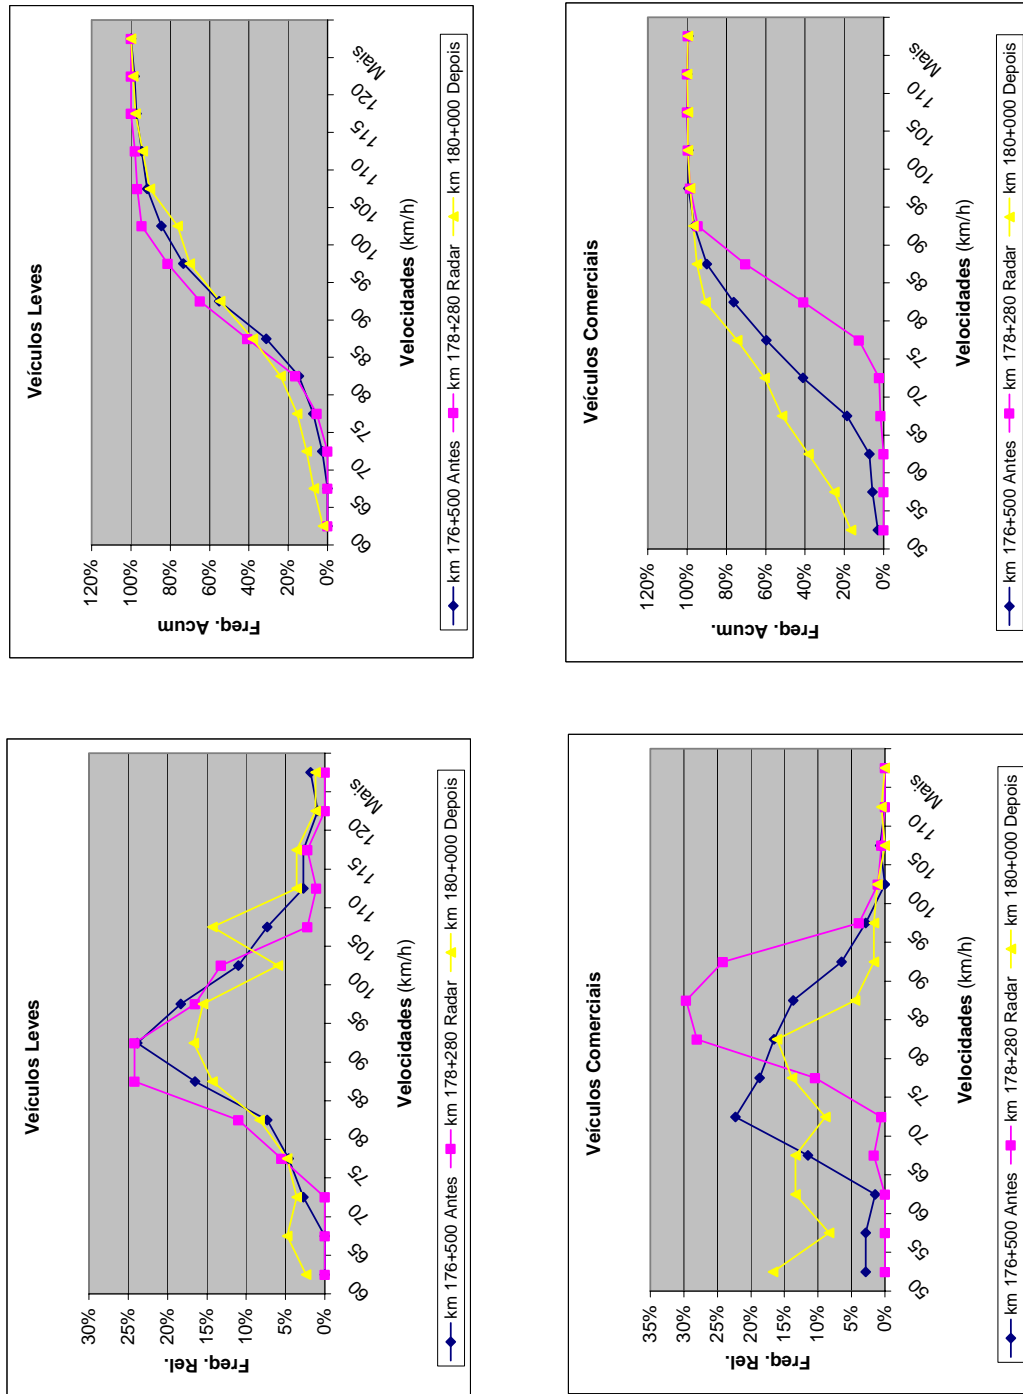 Veículos Leves
30%
25%
20%
15%
10%
5%
0%
Freq. Rel.
60 65 70 75 80 85 90 95 100 105 110 115 120 Mais
Velocidades (km/h)
km 176+500 Antes km 178+280 Radar km 180+000 Depois
Veículos Leves
120%
100%
80%
60%
40%
20%
0%
Freq. Acum
60 65 70 75 80 85 90 95 100 105 110 115 120 Mais
Velocidades (km/h)
km 176+500 Antes km 178+280 Radar km 180+000 Depois
Veículos Comerciais
35%
30%
25%
20%
15%
10%
5%
0%
Freq. Rel.
50 55 60 65 70 75 80 85 90 95 100 105 110 Mais
Velocidades (km/h)
km 176+500 Antes km 178+280 Radar km 180+000 Depois
Veículos Comerciais
120%
100%
80%
60%
40%
20%
0%
Freq. Acum.
50 55 60 65 70 75 80 85 90 95 100 105 110 Mais
Velocidades (km/h)
km 176+500 Antes km 178+280 Radar km 180+000 Depois